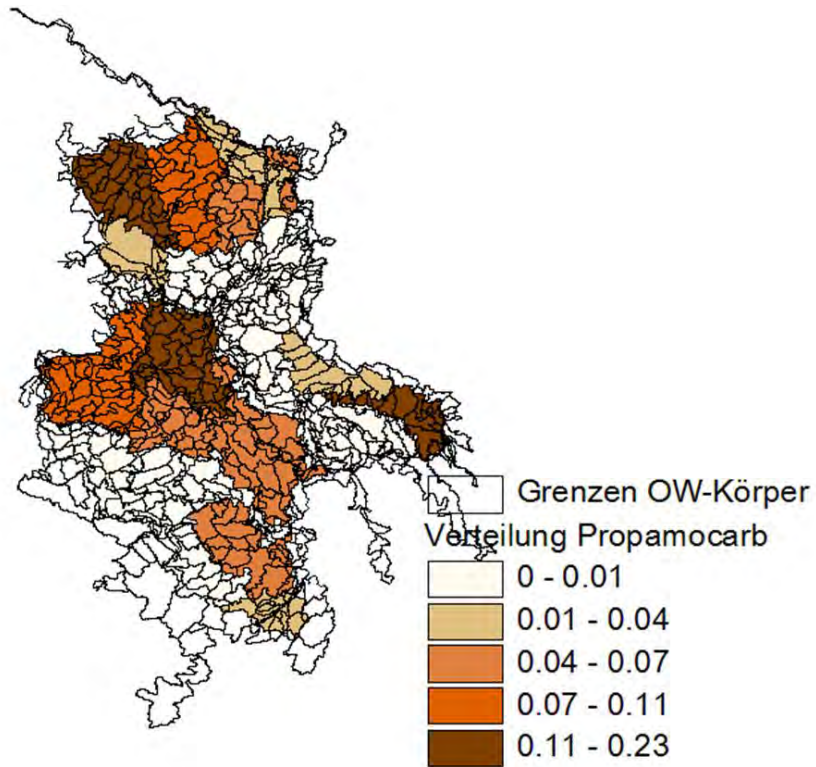 Grenzen OW-Körper
Verteilung Propamocarb
0 - 0.01
0.01 - 0.04
0.04 - 0.07
0.07 - 0.11
0.11 - 0.23